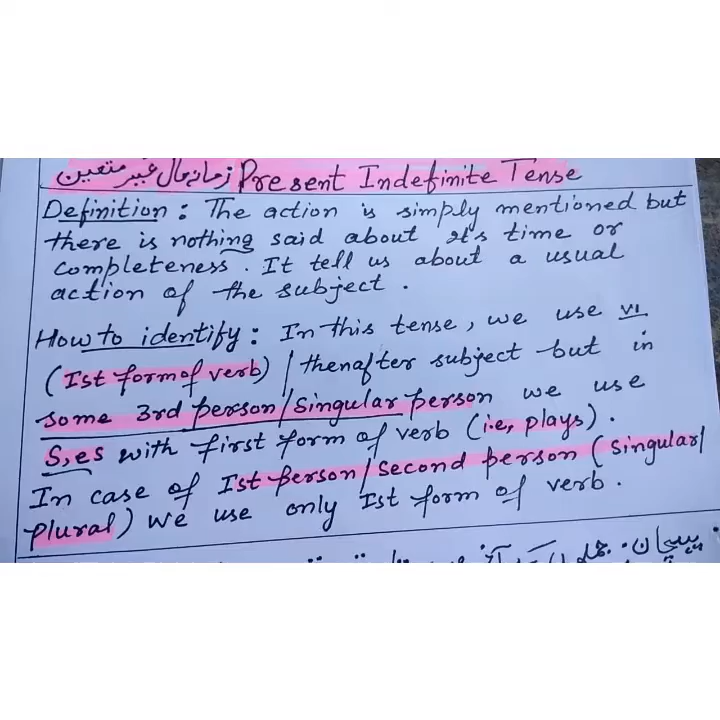 زمانہ حال غیر متعین Present Indefinite Tense
Definition : The action is simply mentioned but
there is nothing said about it's time or
completeness. It tell us about a usual
action of the subject.
How to identify : In this tense, we use V1
(Ist form of verb) / thenafter subject but in
some 3rd person/Singular person we use
S, es with first form of verb (i.e, plays).
In case of Ist person/Second person (Singular/
plural) we use only Ist form of verb.
پہچان: